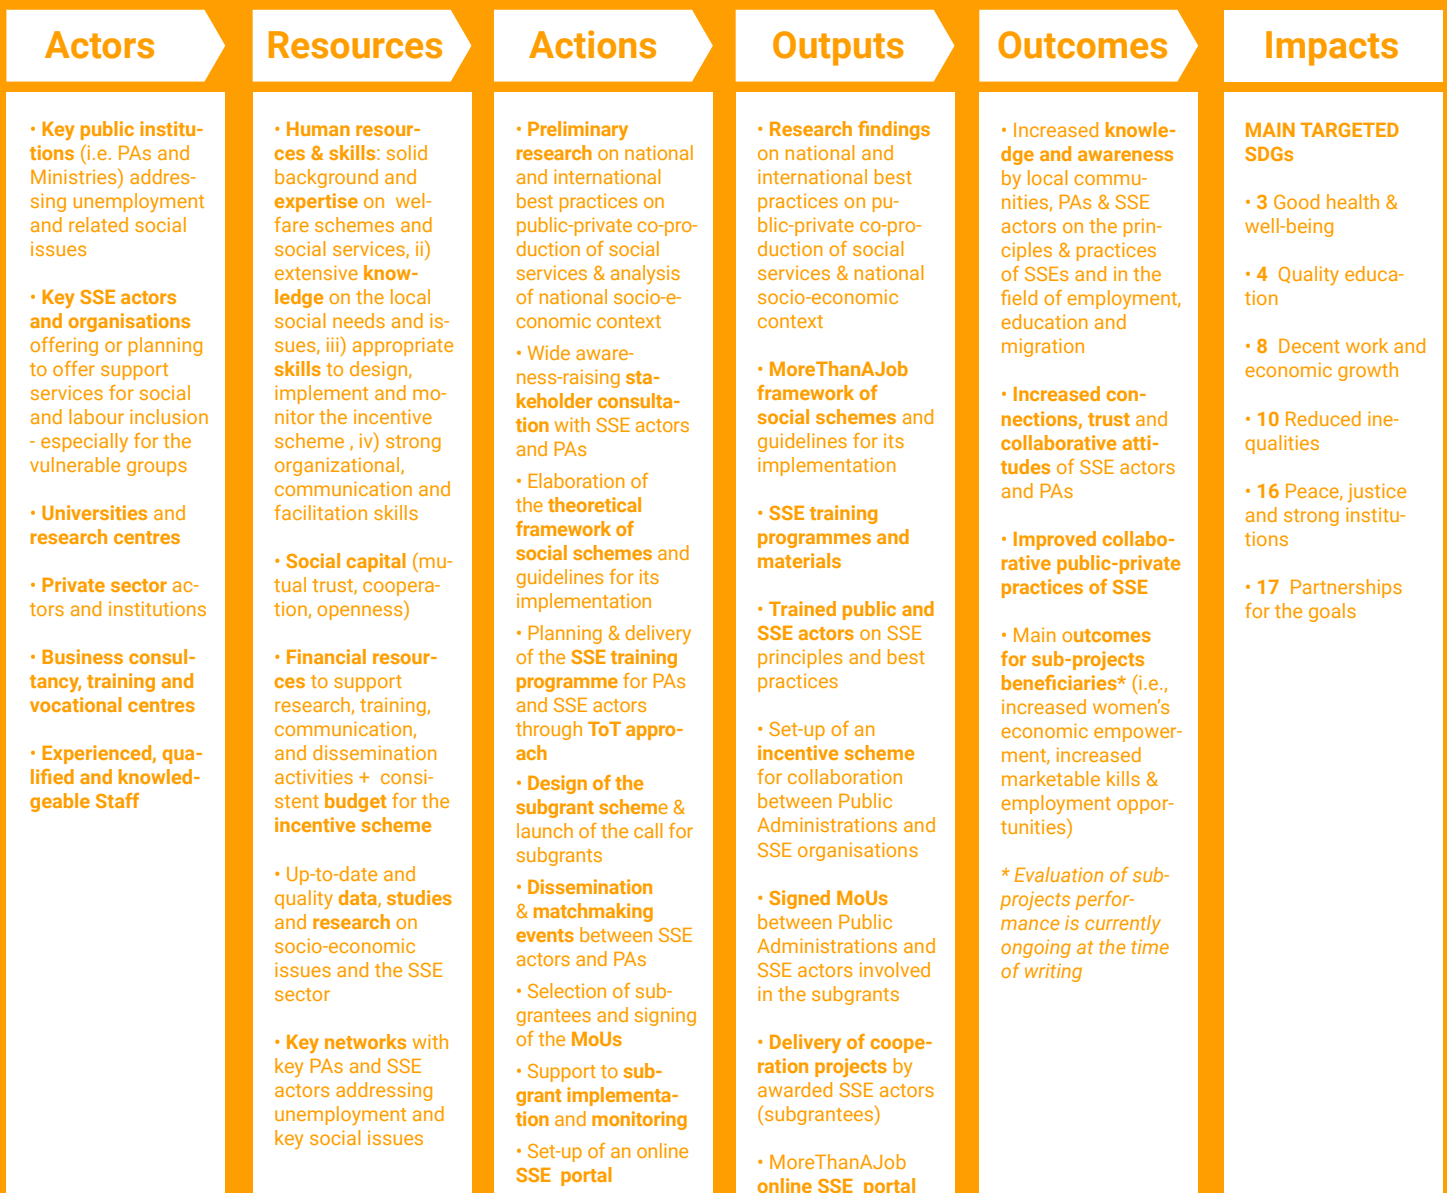 Actors
Resources
Actions
Outputs
Outcomes
Impacts
• Key public institu-
tions (i.e. PAs and
Ministries) addres-
sing unemployment
and related social
issues
• Key SSE actors
and organisations
offering or planning
to offer support
services for social
and labour inclusion
- especially for the
vulnerable groups
• Universities and
research centres
• Private sector ac-
tors and institutions
• Business consul-
tancy, training and
vocational centres
• Experienced, qua-
lified and knowled-
geable Staff
• Human resour-
ces & skills: solid
background and
expertise on wel-
fare schemes and
social services, ii)
extensive know-
ledge on the local
social needs and is-
sues, iii) appropriate
skills to design,
implement and mo-
nitor the incentive
scheme , iv) strong
organizational,
communication and
facilitation skills
• Social capital (mu-
tual trust, coopera-
tion, openness)
• Financial resour-
ces to support
research, training,
communication,
and dissemination
activities + consi-
stent budget for the
incentive scheme
• Up-to-date and
quality data, studies
and research on
socio-economic
issues and the SSE
sector
• Key networks with
key PAs and SSE
actors addressing
unemployment and
key social issues
• Preliminary
research on national
and international
best practices on
public-private co-pro-
duction of social
services & analysis
of national socio-e-
conomic context
• Wide aware-
ness-raising sta-
keholder consulta-
tion with SSE actors
and PAs
• Elaboration of
the theoretical
framework of
social schemes and
guidelines for its
implementation
• Planning & delivery
of the SSE training
programme for PAs
and SSE actors
through ToT appro-
ach
• Design of the
subgrant scheme &
launch of the call for
subgrants
• Dissemination
& matchmaking
events between SSE
actors and PAs
• Selection of sub-
grantees and signing
of the MoUs
• Support to sub-
grant implementa-
tion and monitoring
• Set-up of an online
SSE portal
• Research findings
on national and
international best
practices on pu-
blic-private co-pro-
duction of social
services & national
socio-economic
context
• MoreThanAJob
framework of
social schemes and
guidelines for its
implementation
• SSE training
programmes and
materials
• Trained public and
SSE actors on SSE
principles and best
practices
• Set-up of an
incentive scheme
for collaboration
between Public
Administrations and
SSE organisations
• Signed MoUs
between Public
Administrations and
SSE actors involved
in the subgrants
• Delivery of coope-
ration projects by
awarded SSE actors
(subgrantees)
• MoreThanAJob
online SSE portal
• Increased knowle-
dge and awareness
by local commu-
nities, PAs & SSE
actors on the prin-
ciples & practices
of SSEs and in the
field of employment,
education and
migration
• Increased con-
nections, trust and
collaborative atti-
tudes of SSE actors
and PAs
• Improved collabo-
rative public-private
practices of SSE
• Main outcomes
for sub-projects
beneficiaries* (i.e.,
increased women's
economic empower-
ment, increased
marketable kills &
employment oppor-
tunities)
* Evaluation of sub-
projects perfor-
mance is currently
ongoing at the time
of writing
MAIN TARGETED
SDGs
• 3 Good health &
well-being
• 4 Quality educa-
tion
• 8 Decent work and
economic growth
• 10 Reduced ine-
qualities
• 16 Peace, justice
and strong institu-
tions
• 17 Partnerships
for the goals